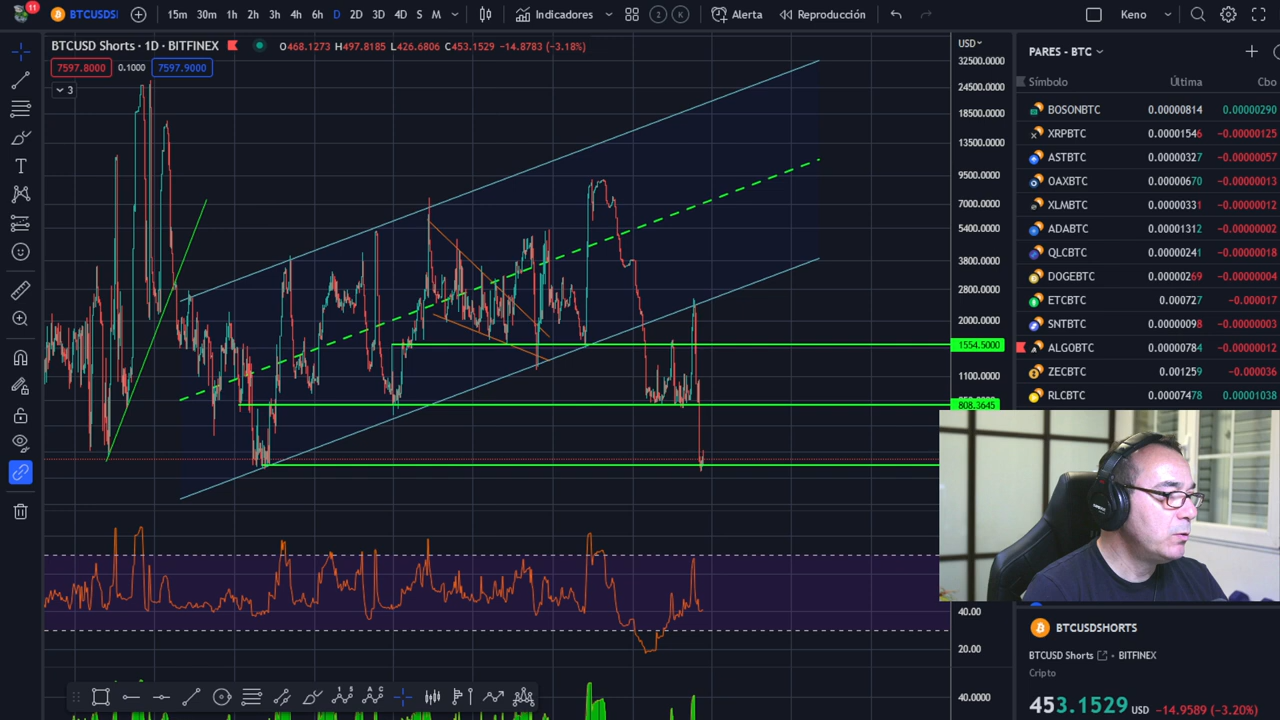 11
BTCUSDSI
15m 30m 1h 2h 3h 4h 6h D 2D 3D 4D S M
Indicadores
2 K
Alerta
Reproducción
Keno
BTCUSD Shorts · 1D · BITFINEX
O468.1273 H497.8185 L426.6806 C453.1529 −14.8783 (−3.18%)
7597.8000 0.1000 7597.9000
3
USD
32500.0000
24500.0000
18500.0000
13500.0000
9500.0000
7000.0000
5400.0000
3800.0000
2800.0000
2000.0000
1554.5000
1100.0000
808.3645
40.00
20.00
40.0000
PARES - BTC
Símbolo Última Cbo
BOSONBTC 0.00000814 0.00000290
XRPBTC 0.00001546 −0.00000125
ASTBTC 0.00000327 −0.00000057
OAXBTC 0.00000670 −0.00000013
XLMBTC 0.00000331 −0.00000012
ADABTC 0.00001312 −0.00000002
QLCBTC 0.00000241 −0.00000018
DOGEBTC 0.00000269 −0.00000004
ETCBTC 0.000727 −0.000017
SNTBTC 0.00000098 −0.00000003
ALGOBTC 0.00000784 −0.00000012
ZECBTC 0.001259 −0.000036
RLCBTC 0.00007478 0.00001038
BTCUSDSHORTS
BTCUSD Shorts • BITFINEX
Cripto
453.1529 USD −14.9589 (−3.20%)